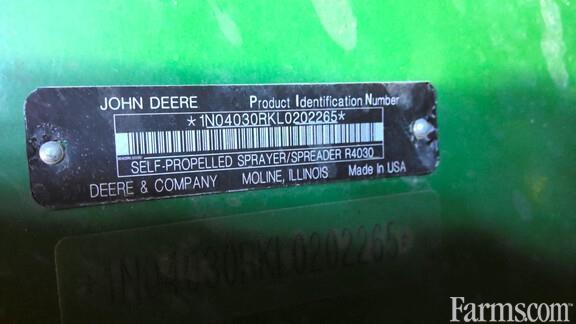 JOHN DEERE Product Identification Number
*1N04030RKL0202265*
SELF-PROPELLED SPRAYER/SPREADER R4030
DEERE & COMPANY MOLINE, ILLINOIS Made in USA
*1N04030RKL0202265*
Farms.com